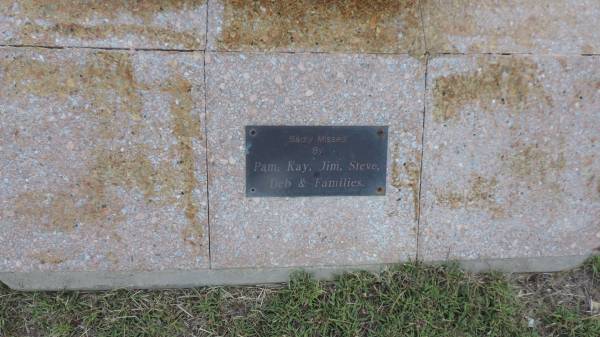 Sadly Missed
By
Pam, Kay, Jim, Steve,
Deb & Families.